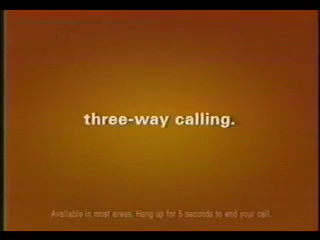 three-way calling.
Available in most areas. Hang up for 5 seconds to end your call.